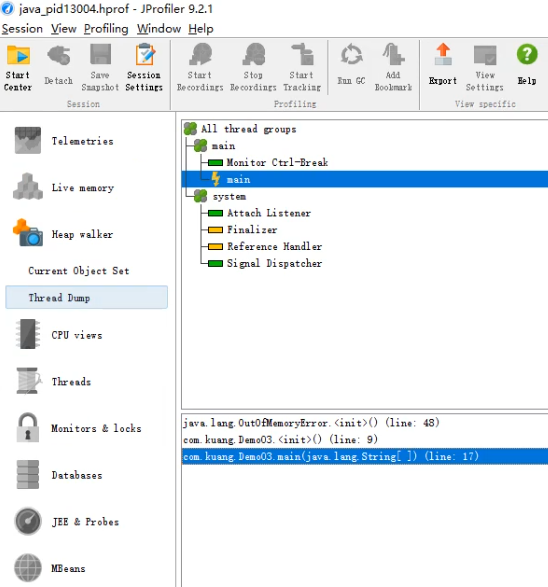 java_pid13004.hprof - JProfiler 9.2.1
Session View Profiling Window Help
Start Center
Detach
Save Snapshot
Session Settings
Start Recordings
Stop Recordings
Start Tracking
Run GC
Add Bookmark
Export
View Settings
Help
Session
Profiling
View specific
Telemetries
Live memory
Heap walker
Current Object Set
Thread Dump
CPU views
Threads
Monitors & locks
Databases
JEE & Probes
MBeans
All thread groups
main
Monitor Ctrl-Break
main
system
Attach Listener
Finalizer
Reference Handler
Signal Dispatcher
java.lang.OutOfMemoryError.<init>() (line: 48)
com.kuang.Demo03.<init>() (line: 9)
com.kuang.Demo03.main(java.lang.String[ ]) (line: 17)